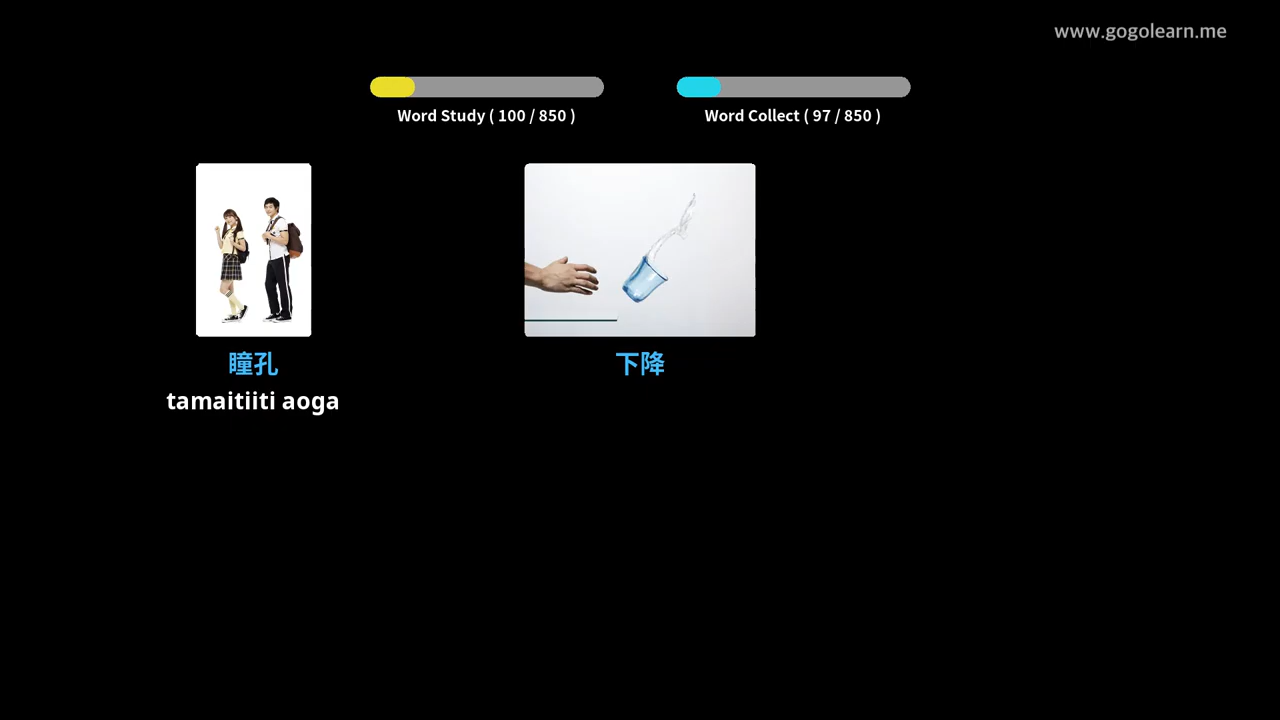 www.gogolearn.me
Word Study ( 100 / 850 )
Word Collect ( 97 / 850 )
瞳孔
下降
tamaitiiti aoga